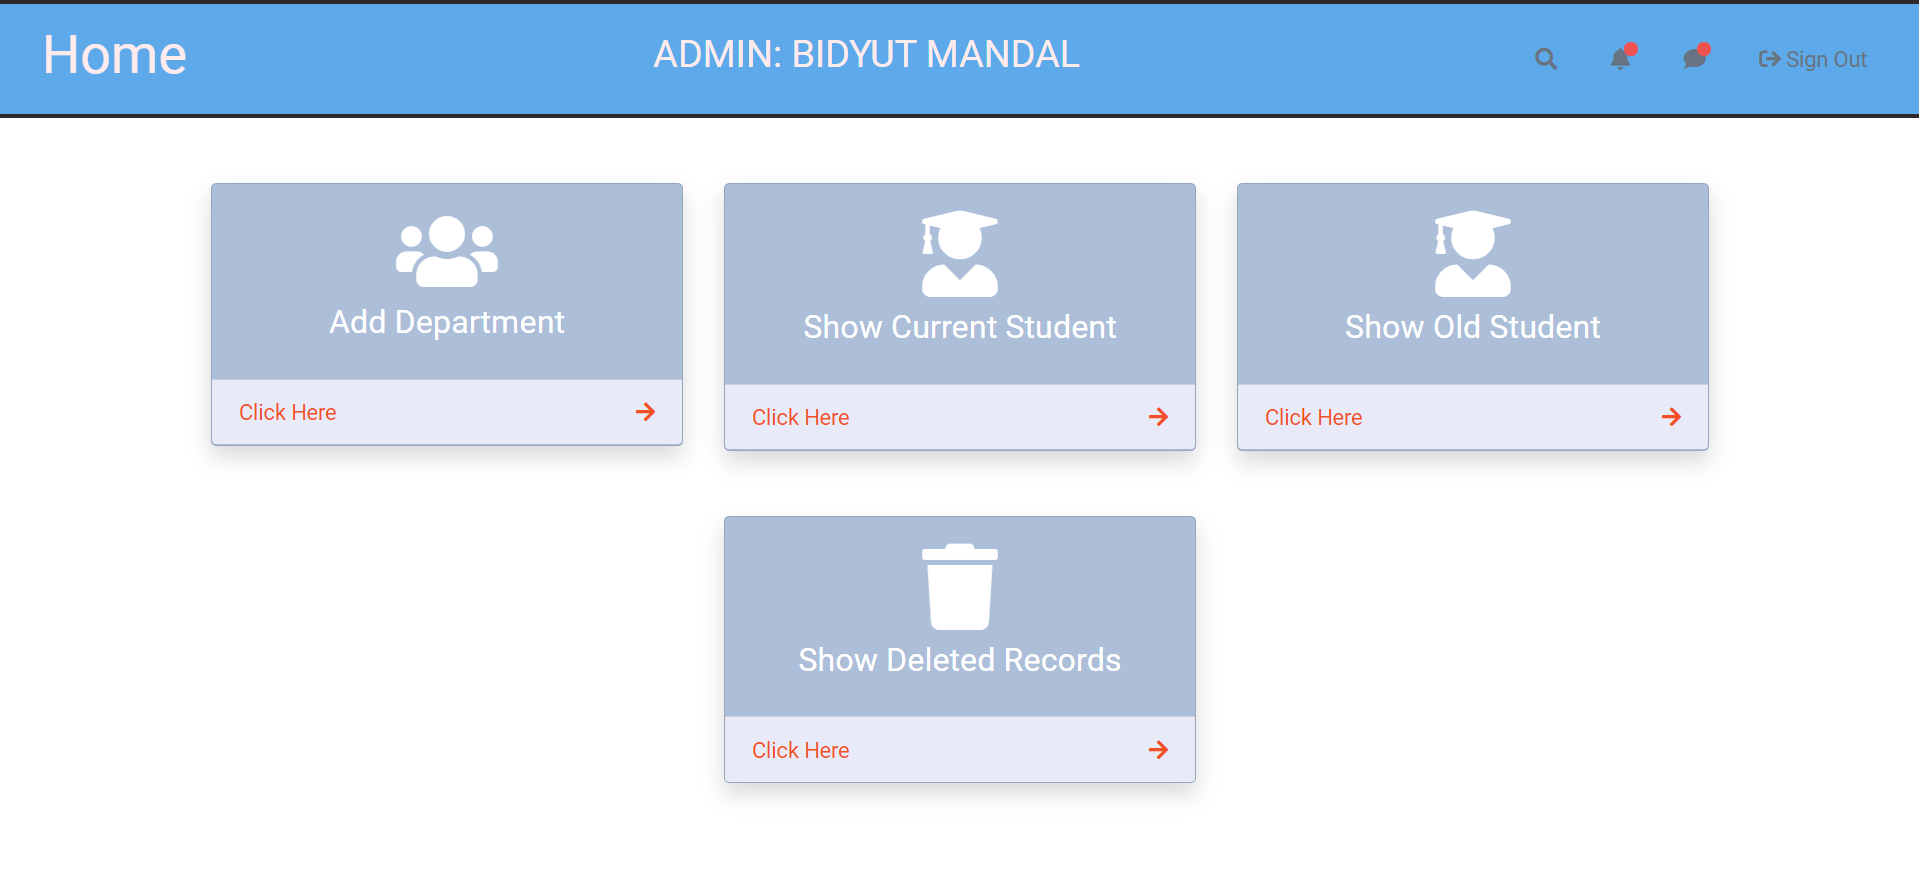 Home
ADMIN: BIDYUT MANDAL
Sign Out
Add Department
Click Here
Show Current Student
Click Here
Show Old Student
Click Here
Show Deleted Records
Click Here